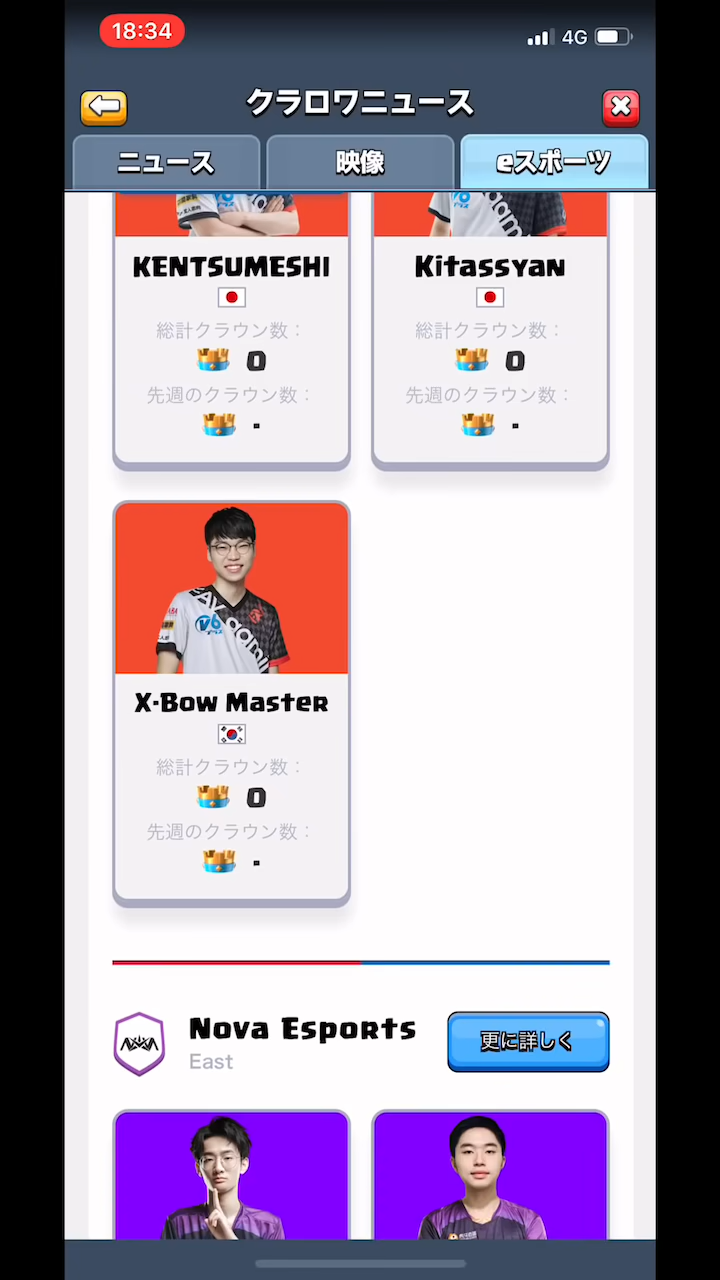 18:34
4G
クラロワニュース
ニュース
映像
eスポーツ
KENTSUMESHI
Kitassyan
総計クラウン数：
総計クラウン数：
0
0
先週のクラウン数：
先週のクラウン数：
-
-
X-Bow Master
総計クラウン数：
0
先週のクラウン数：
-
Nova Esports
East
更に詳しく